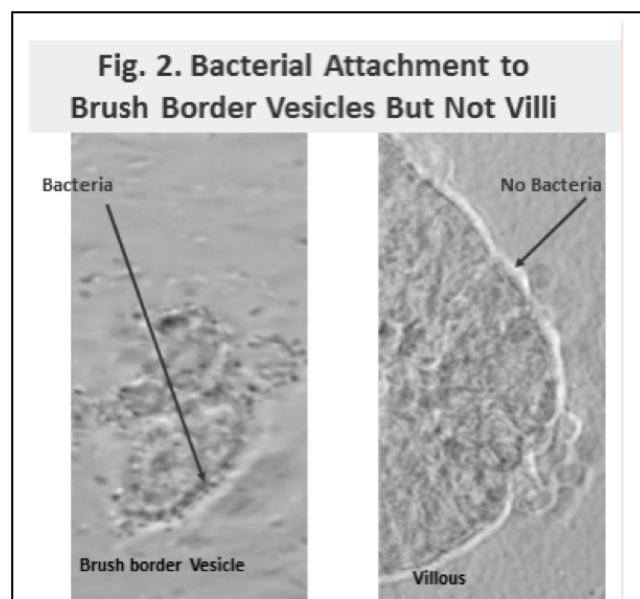 Fig. 2. Bacterial Attachment to
Brush Border Vesicles But Not Villi
Bacteria
No Bacteria
Brush border Vesicle
Villous